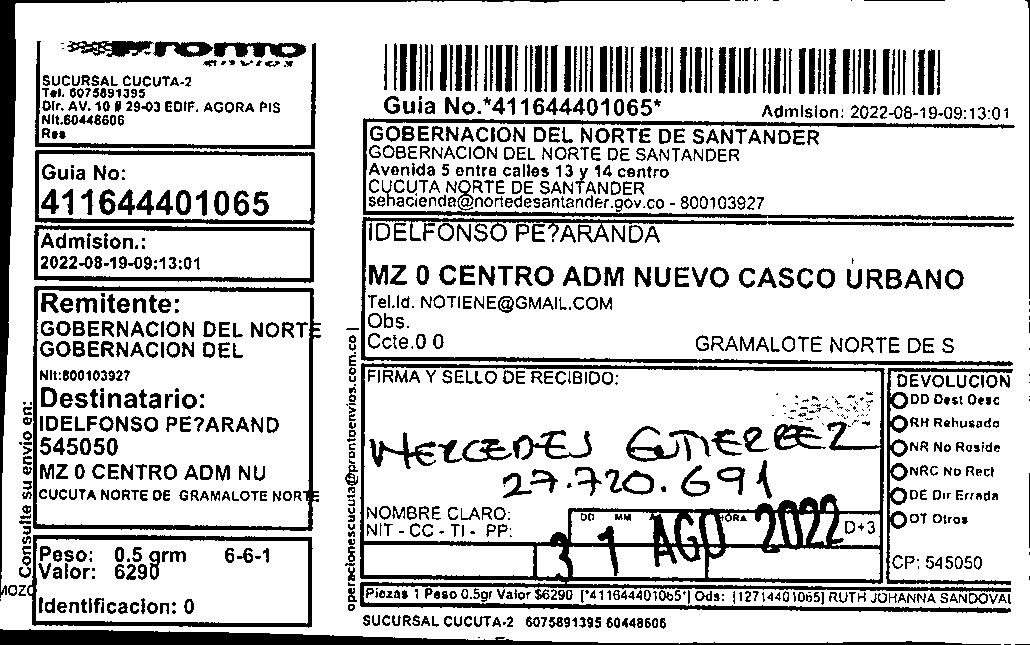 Pronto
envios
SUCURSAL CUCUTA-2
Tel. 6075891395
Dir. AV. 10 # 29-03 EDIF. AGORA PIS
Nit.60448606
Res
Guia No:
411644401065
Admision.:
2022-08-19-09:13:01
Remitente:
GOBERNACION DEL NORTE
GOBERNACION DEL
Nit:800103927
Destinatario:
IDELFONSO PE?ARAND
545050
MZ 0 CENTRO ADM NU
CUCUTA NORTE DE GRAMALOTE NORTE
Peso: 0.5 grm 6-6-1
Valor: 6290
Identificacion: 0
Consulte su envio en:
MOZO
Guia No.*411644401065*
Admision: 2022-08-19-09:13:01
GOBERNACION DEL NORTE DE SANTANDER
GOBERNACION DEL NORTE DE SANTANDER
Avenida 5 entre calles 13 y 14 centro
CUCUTA NORTE DE SANTANDER
sehacienda@nortedesantander.gov.co - 800103927
IDELFONSO PE?ARANDA
MZ 0 CENTRO ADM NUEVO CASCO URBANO
Tel.Id. NOTIENE@GMAIL.COM
Obs.
Ccte.0 0
GRAMALOTE NORTE DE S
operacionescucuta@prontoenvios.com.co |
FIRMA Y SELLO DE RECIBIDO:
MERCEDES GUTIERREZ
27.720.691
NOMBRE CLARO:
NIT - CC - TI - PP:
DD MM HORA
D+3
31 AGO 2022
DEVOLUCION
DD Dest Desc
RH Rehusado
NR No Reside
NRC No Recl
DE Dir Errada
OT Otros
CP: 545050
Piezas 1 Peso 0.5gr Valor $6290 [*411644401065*] Ods: [12714401065] RUTH JOHANNA SANDOVAL
SUCURSAL CUCUTA-2 6075891395 60448606